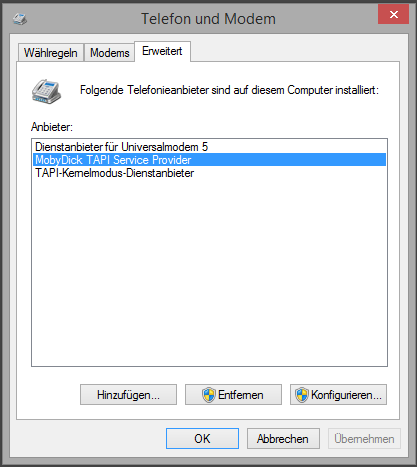 Telefon und Modem
Wählregeln Modems Erweitert
Folgende Telefonieanbieter sind auf diesem Computer installiert:
Anbieter:
Dienstanbieter für Universalmodem 5
MobyDick TAPI Service Provider
TAPI-Kernelmodus-Dienstanbieter
Hinzufügen... Entfernen Konfigurieren...
OK Abbrechen Übernehmen